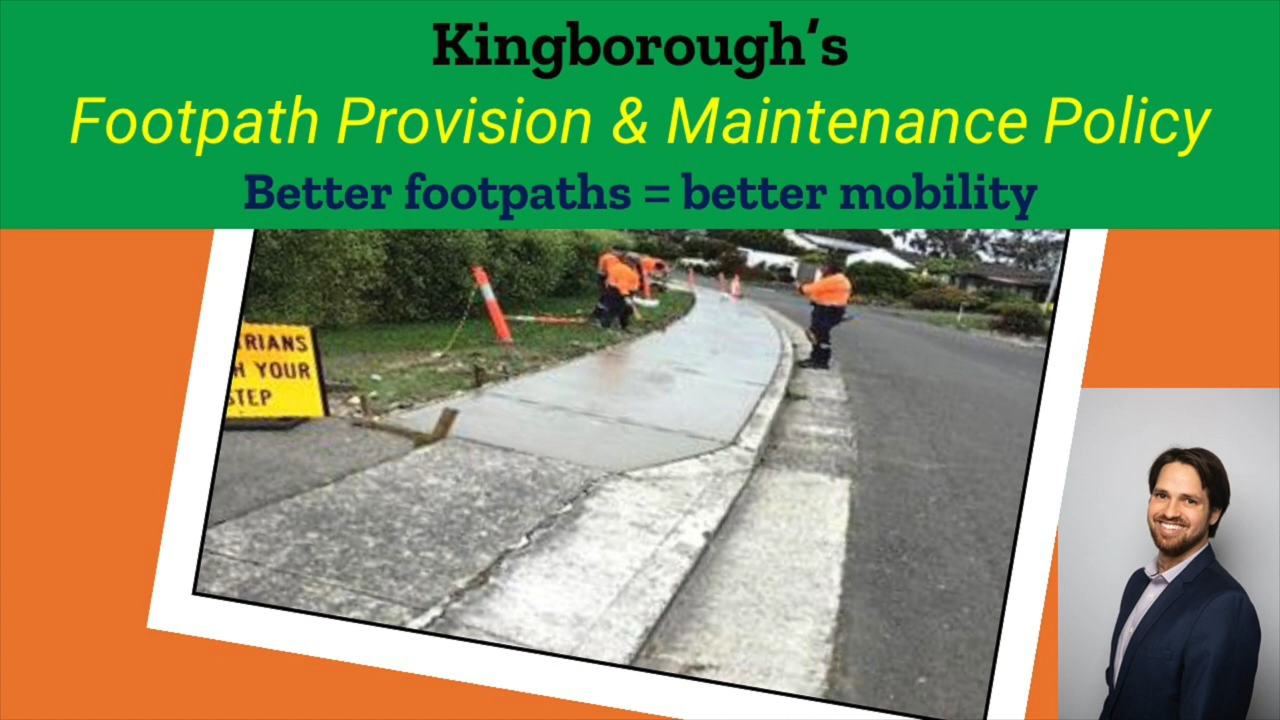 Kingborough's
Footpath Provision & Maintenance Policy
Better footpaths = better mobility
RIANS
H YOUR
STEP